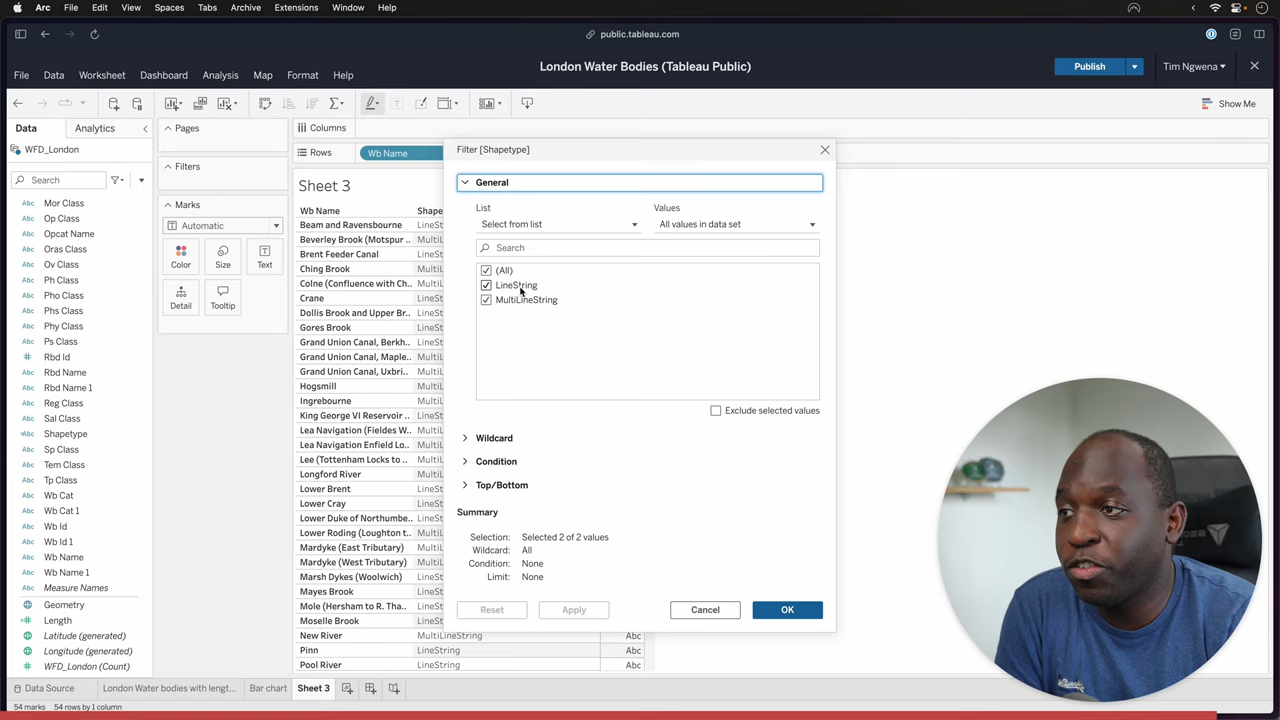 Arc File Edit View Spaces Tabs Archive Extensions Window Help
public.tableau.com
File Data Worksheet Dashboard Analysis Map Format Help
London Water Bodies (Tableau Public)
Publish
Tim Ngwena
Show Me
Data Analytics
WFD_London
Search
Mor Class
Op Class
Opcat Name
Oras Class
Ov Class
Ph Class
Pho Class
Phs Class
Phy Class
Ps Class
Rbd Id
Rbd Name
Rbd Name 1
Reg Class
Sal Class
Shapetype
Sp Class
Tem Class
Tp Class
Wb Cat
Wb Cat 1
Wb Id
Wb Id 1
Wb Name
Wb Name 1
Measure Names
Geometry
Length
Latitude (generated)
Longitude (generated)
WFD_London (Count)
Pages
Filters
Marks
Automatic
Color Size Text
Detail Tooltip
Columns
Rows Wb Name
Sheet 3
Wb Name Shape
Beam and Ravensbourne LineStr
Beverley Brook (Motspur .. MultiL
Brent Feeder Canal LineStr
Ching Brook MultiL
Colne (Confluence with Ch.. MultiL
Crane LineStr
Dollis Brook and Upper Br.. MultiL
Gores Brook LineStr
Grand Union Canal, Berkh.. MultiL
Grand Union Canal, Maple.. MultiL
Grand Union Canal, Uxbri.. MultiL
Hogsmill MultiL
Ingrebourne MultiL
King George VI Reservoir .. LineStr
Lea Navigation (Fieldes W.. MultiL
Lea Navigation Enfield Lo.. MultiL
Lee (Tottenham Locks to .. MultiL
Longford River MultiL
Lower Brent LineStr
Lower Cray LineStr
Lower Duke of Northumbe.. LineStr
Lower Roding (Loughton t.. MultiL
Mardyke (East Tributary) MultiL
Mardyke (West Tributary) MultiL
Marsh Dykes (Woolwich) LineStr
Mayes Brook LineStr
Mole (Hersham to R. Tha.. MultiL
Moselle Brook LineStr
New River MultiLineString Abc
Pinn LineString Abc
Pool River LineString Abc
Filter [Shapetype]
General
List Values
Select from list All values in data set
Search
(All)
LineString
MultiLineString
Exclude selected values
Wildcard
Condition
Top/Bottom
Summary
Selection: Selected 2 of 2 values
Wildcard: All
Condition: None
Limit: None
Reset Apply Cancel OK
Data Source London Water bodies with lengt... Bar chart Sheet 3
54 marks 54 rows by 1 column